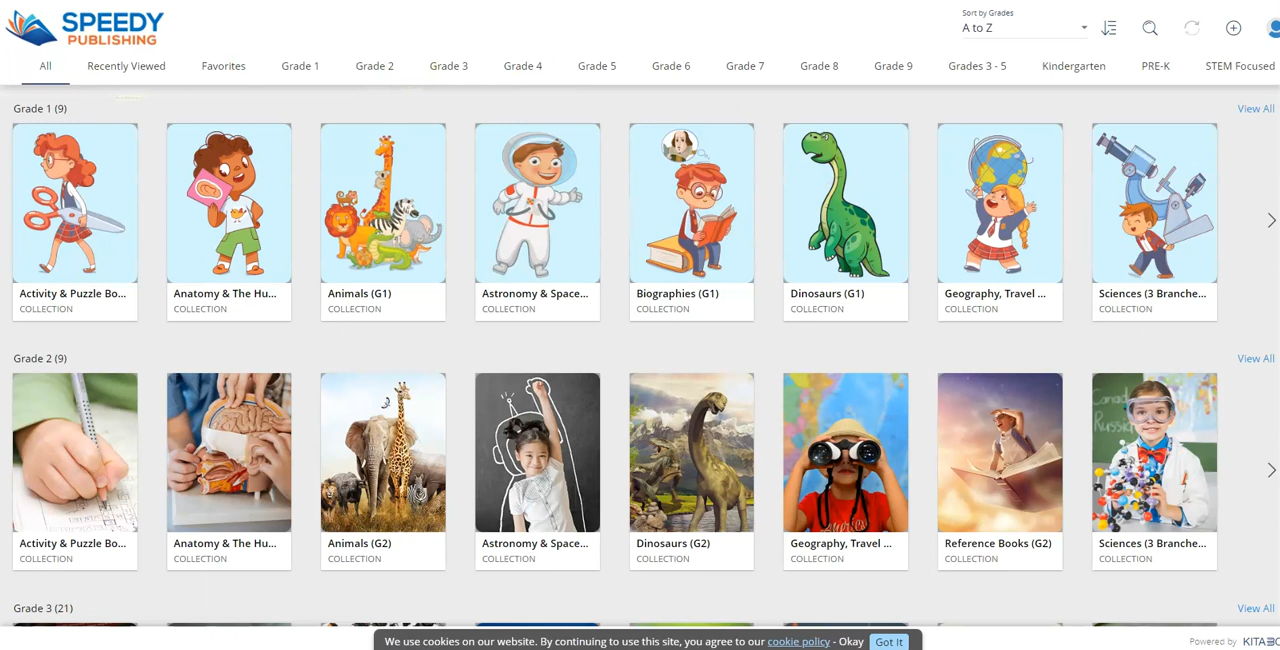 SPEEDY
PUBLISHING
Sort by Grades
A to Z
All Recently Viewed Favorites Grade 1 Grade 2 Grade 3 Grade 4 Grade 5 Grade 6 Grade 7 Grade 8 Grade 9 Grades 3 - 5 Kindergarten PRE-K STEM Focused
Grade 1 (9) View All
Activity & Puzzle Bo... Anatomy & The Hu... Animals (G1) Astronomy & Space... Biographies (G1) Dinosaurs (G1) Geography, Travel ... Sciences (3 Branche...
COLLECTION COLLECTION COLLECTION COLLECTION COLLECTION COLLECTION COLLECTION COLLECTION
Grade 2 (9) View All
Canada
Russia
Activity & Puzzle Bo... Anatomy & The Hu... Animals (G2) Astronomy & Space... Dinosaurs (G2) Geography, Travel ... Reference Books (G2) Sciences (3 Branche...
COLLECTION COLLECTION COLLECTION COLLECTION COLLECTION COLLECTION COLLECTION COLLECTION
Grade 3 (21) View All
We use cookies on our website. By continuing to use this site, you agree to our cookie policy - Okay Got It
Powered by KITABO